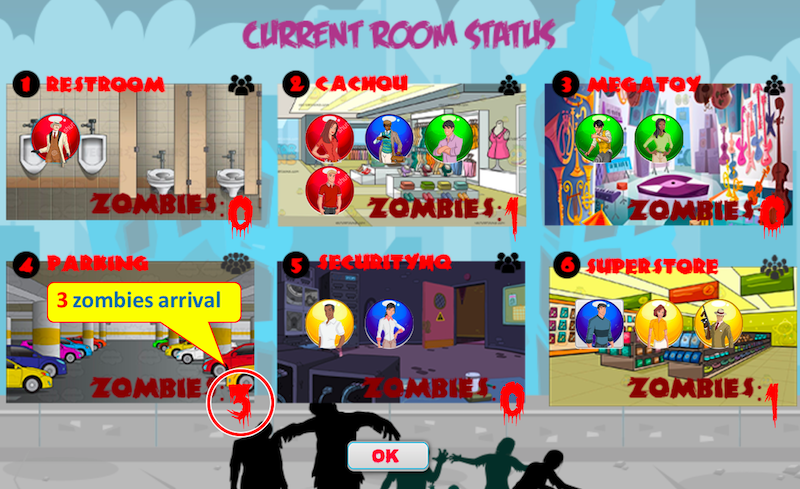 CURRENT ROOM STATUS
1 RESTROOM
ZOMBIES: 0
2 CACHOU
ZOMBIES: 1
3 MEGATOY
ZOMBIES: 0
4 PARKING
3 zombies arrival
ZOMBIES: 3
5 SECURITYHQ
ZOMBIES: 0
6 SUPERSTORE
ZOMBIES: 1
OK